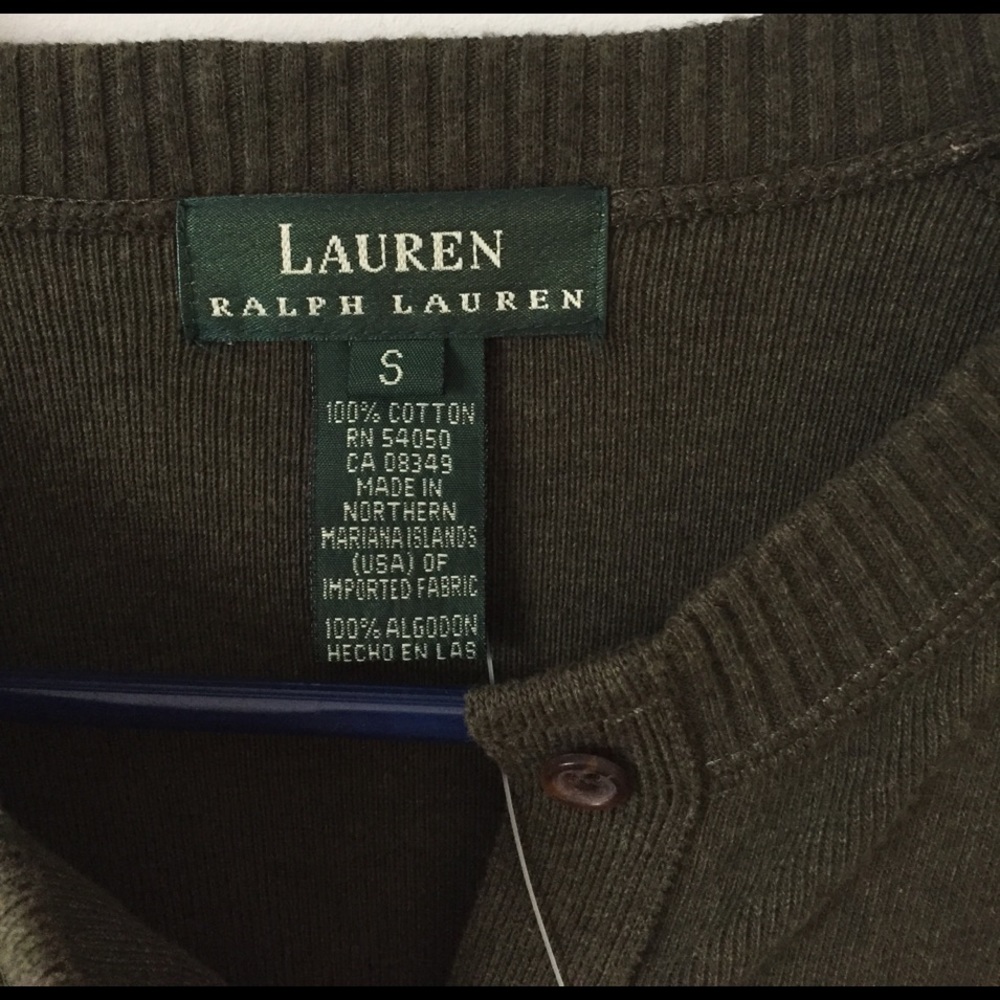 LAUREN
RALPH LAUREN
S
100% COTTON
RN 54050
CA 08349
MADE IN
NORTHERN
MARIANA ISLANDS
(USA) OF
IMPORTED FABRIC
100% ALGODON
HECHO EN LAS